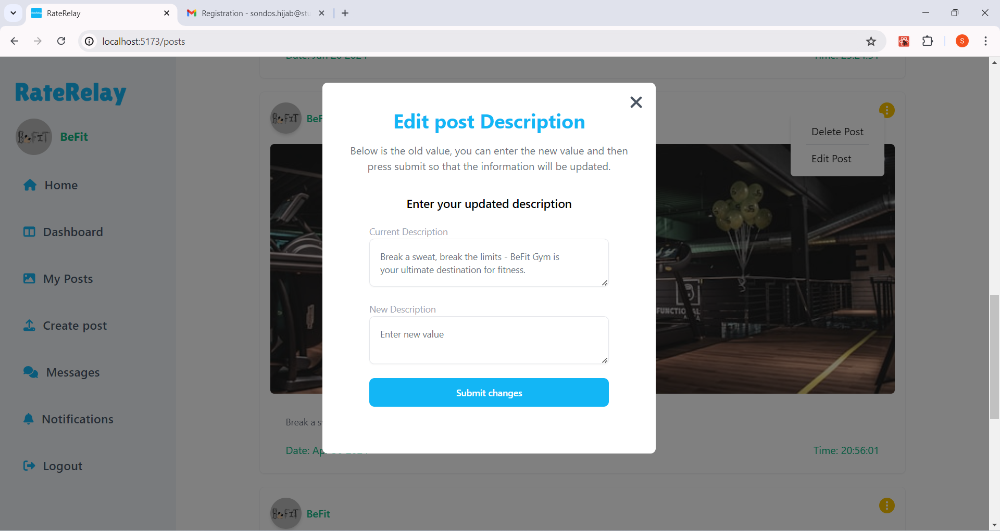 RateRelay
Registration - sondos.hijab@stu
localhost:5173/posts
S
RateRelay
BeFit
BeFit
Home
Dashboard
My Posts
Create post
Messages
Notifications
Logout
BeF
Delete Post
Edit Post
Edit post Description
Below is the old value, you can enter the new value and then
press submit so that the information will be updated.
Enter your updated description
Current Description
Break a sweat, break the limits - BeFit Gym is
your ultimate destination for fitness.
New Description
Enter new value
Submit changes
FUNCTIONAL
Break a s
Date: Ap
Time: 20:56:01
BeFit
BeFit